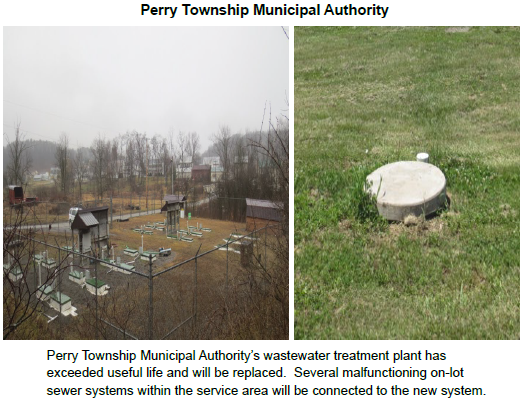 Perry Township Municipal Authority
Perry Township Municipal Authority's wastewater treatment plant has
exceeded useful life and will be replaced.  Several malfunctioning on-lot
sewer systems within the service area will be connected to the new system.